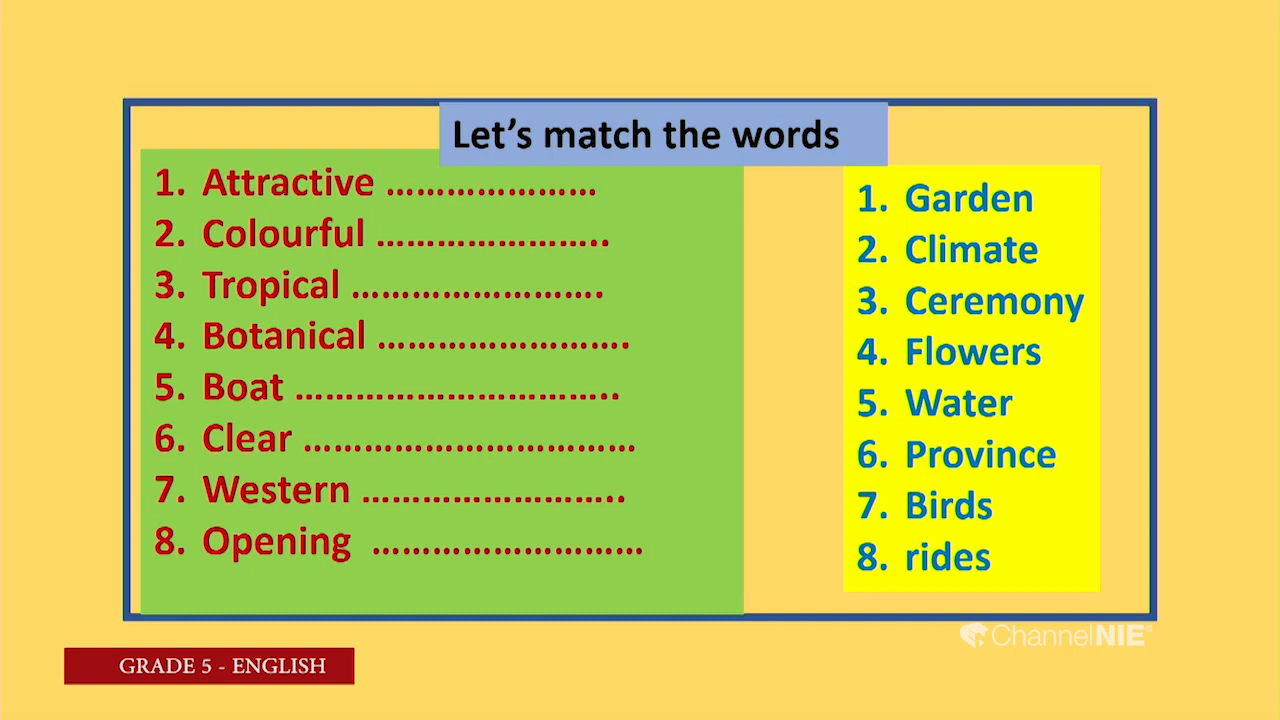 Let's match the words
1. Attractive …………………
2. Colourful …………………..
3. Tropical …………………….
4. Botanical …………………….
5. Boat …………………………..
6. Clear ……………………………
7. Western ……………………..
8. Opening ………………………
1. Garden
2. Climate
3. Ceremony
4. Flowers
5. Water
6. Province
7. Birds
8. rides
ChannelNIE
GRADE 5 - ENGLISH